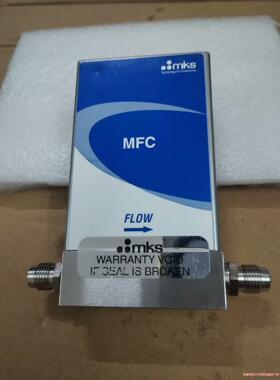 mks
Technology for Productivity
MFC
FLOW
mks
WARRANTY VOID
IF SEAL IS BROKEN